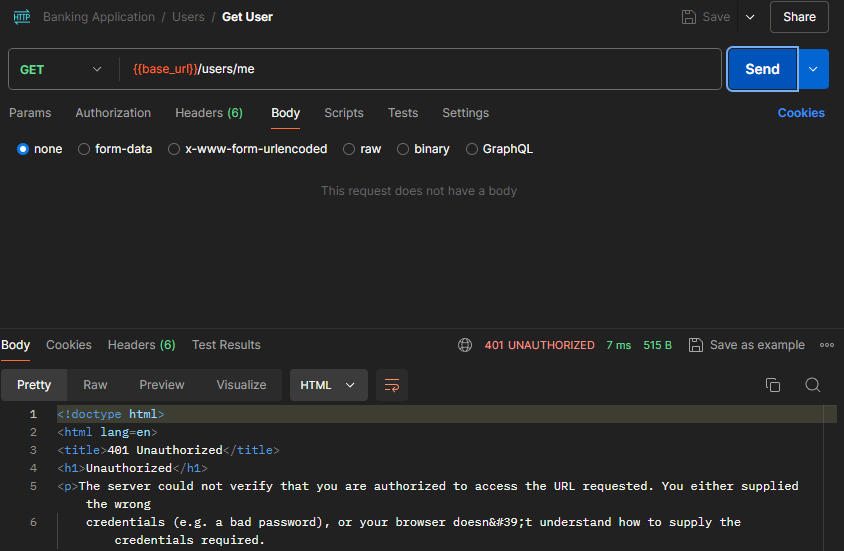 HTTP Banking Application / Users / Get User Save Share
GET {{base_url}}/users/me Send
Params Authorization Headers (6) Body Scripts Tests Settings Cookies
none form-data x-www-form-urlencoded raw binary GraphQL
This request does not have a body
Body Cookies Headers (6) Test Results 401 UNAUTHORIZED 7 ms 515 B Save as example
Pretty Raw Preview Visualize HTML
1 <!doctype html>
2 <html lang=en>
3 <title>401 Unauthorized</title>
4 <h1>Unauthorized</h1>
5 <p>The server could not verify that you are authorized to access the URL requested. You either supplied
the wrong
6 credentials (e.g. a bad password), or your browser doesn&#39;t understand how to supply the
credentials required.